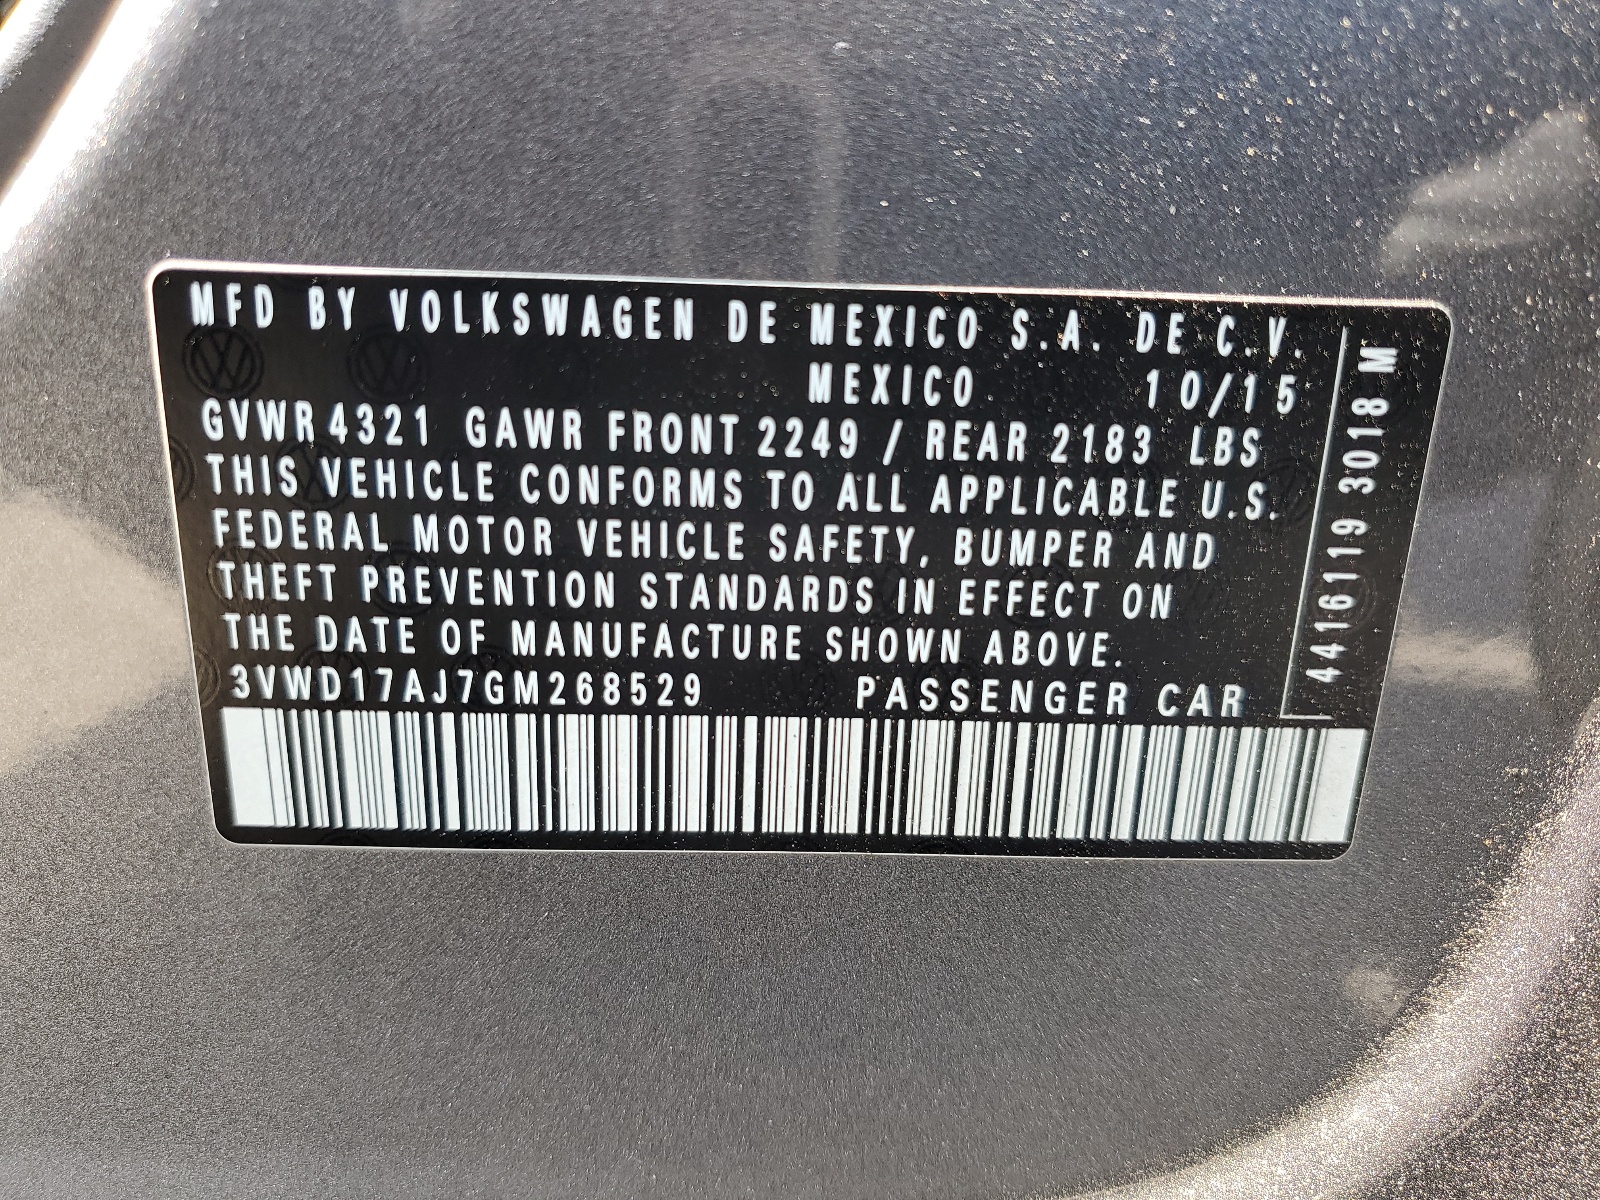 MFD BY VOLKSWAGEN DE MEXICO S.A. DE C.V.
MEXICO 10/15
GVWR 4321 GAWR FRONT 2249 / REAR 2183 LBS
THIS VEHICLE CONFORMS TO ALL APPLICABLE U.S.
FEDERAL MOTOR VEHICLE SAFETY, BUMPER AND
THEFT PREVENTION STANDARDS IN EFFECT ON
THE DATE OF MANUFACTURE SHOWN ABOVE.
3VWD17AJ7GM268529 PASSENGER CAR
4416119 3018 M